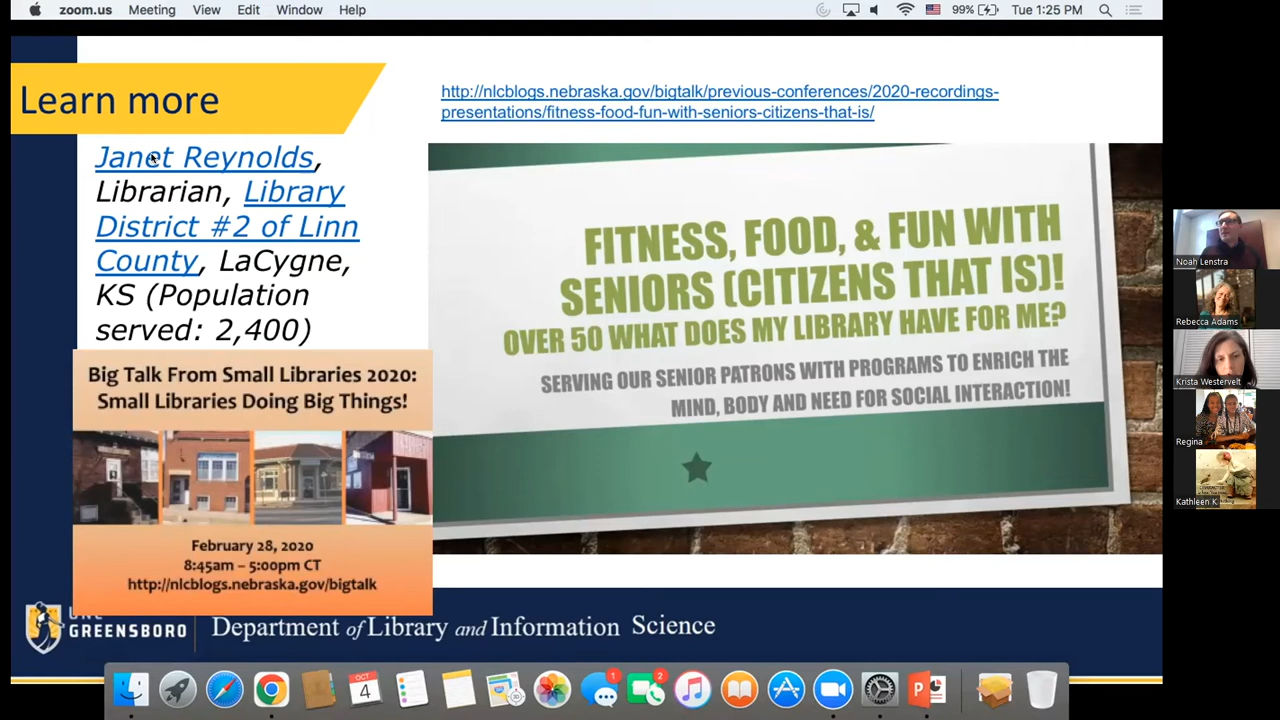 zoom.us Meeting View Edit Window Help 99% Tue 1:25 PM
Learn more
http://nlcblogs.nebraska.gov/bigtalk/previous-conferences/2020-recordings-
presentations/fitness-food-fun-with-seniors-citizens-that-is/
Janet Reynolds,
Librarian, Library
District #2 of Linn
County, LaCygne,
KS (Population
served: 2,400)
FITNESS, FOOD, & FUN WITH
SENIORS (CITIZENS THAT IS)!
OVER 50 WHAT DOES MY LIBRARY HAVE FOR ME?
SERVING OUR SENIOR PATRONS WITH PROGRAMS TO ENRICH THE
MIND, BODY AND NEED FOR SOCIAL INTERACTION!
Big Talk From Small Libraries 2020:
Small Libraries Doing Big Things!
February 28, 2020
8:45am – 5:00pm CT
http://nlcblogs.nebraska.gov/bigtalk
UNC
GREENSBORO
Department of Library and Information Science
Noah Lenstra
Rebecca Adams
Krista Westervelt
Regina
Kathleen K
OCT
4
1
2